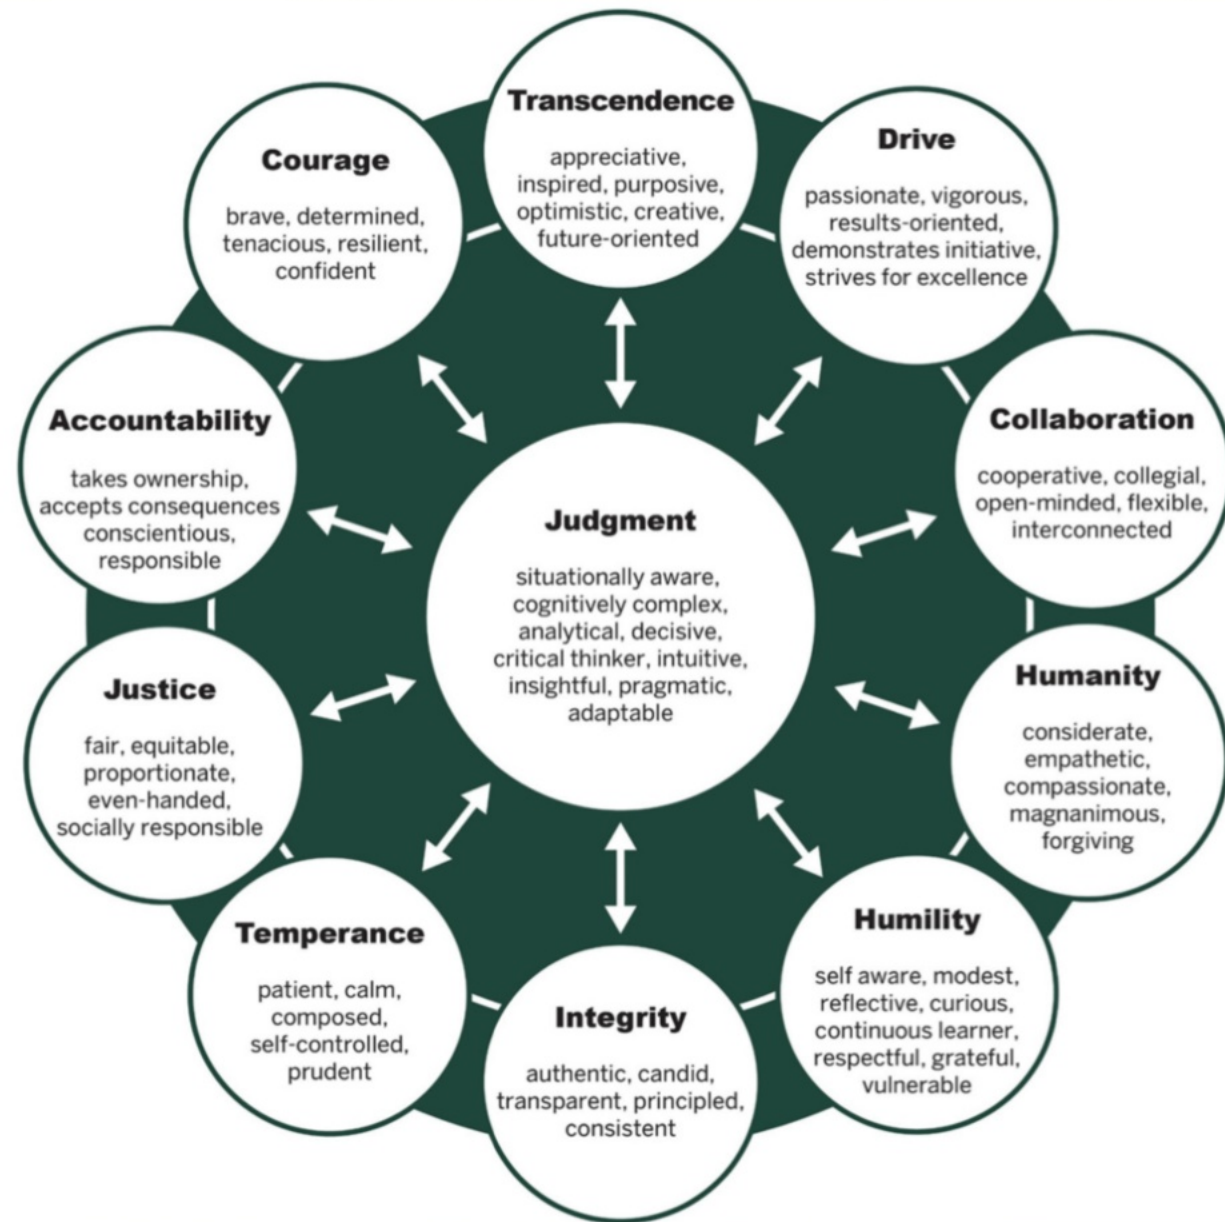 Transcendence
appreciative,
inspired, purposive,
optimistic, creative,
future-oriented
Drive
passionate, vigorous,
results-oriented,
demonstrates initiative,
strives for excellence
Collaboration
cooperative, collegial,
open-minded, flexible,
interconnected
Humanity
considerate,
empathetic,
compassionate,
magnanimous,
forgiving
Humility
self aware, modest,
reflective, curious,
continuous learner,
respectful, grateful,
vulnerable
Integrity
authentic, candid,
transparent, principled,
consistent
Temperance
patient, calm,
composed,
self-controlled,
prudent
Justice
fair, equitable,
proportionate,
even-handed,
socially responsible
Accountability
takes ownership,
accepts consequences
conscientious,
responsible
Courage
brave, determined,
tenacious, resilient,
confident
Judgment
situationally aware,
cognitively complex,
analytical, decisive,
critical thinker, intuitive,
insightful, pragmatic,
adaptable